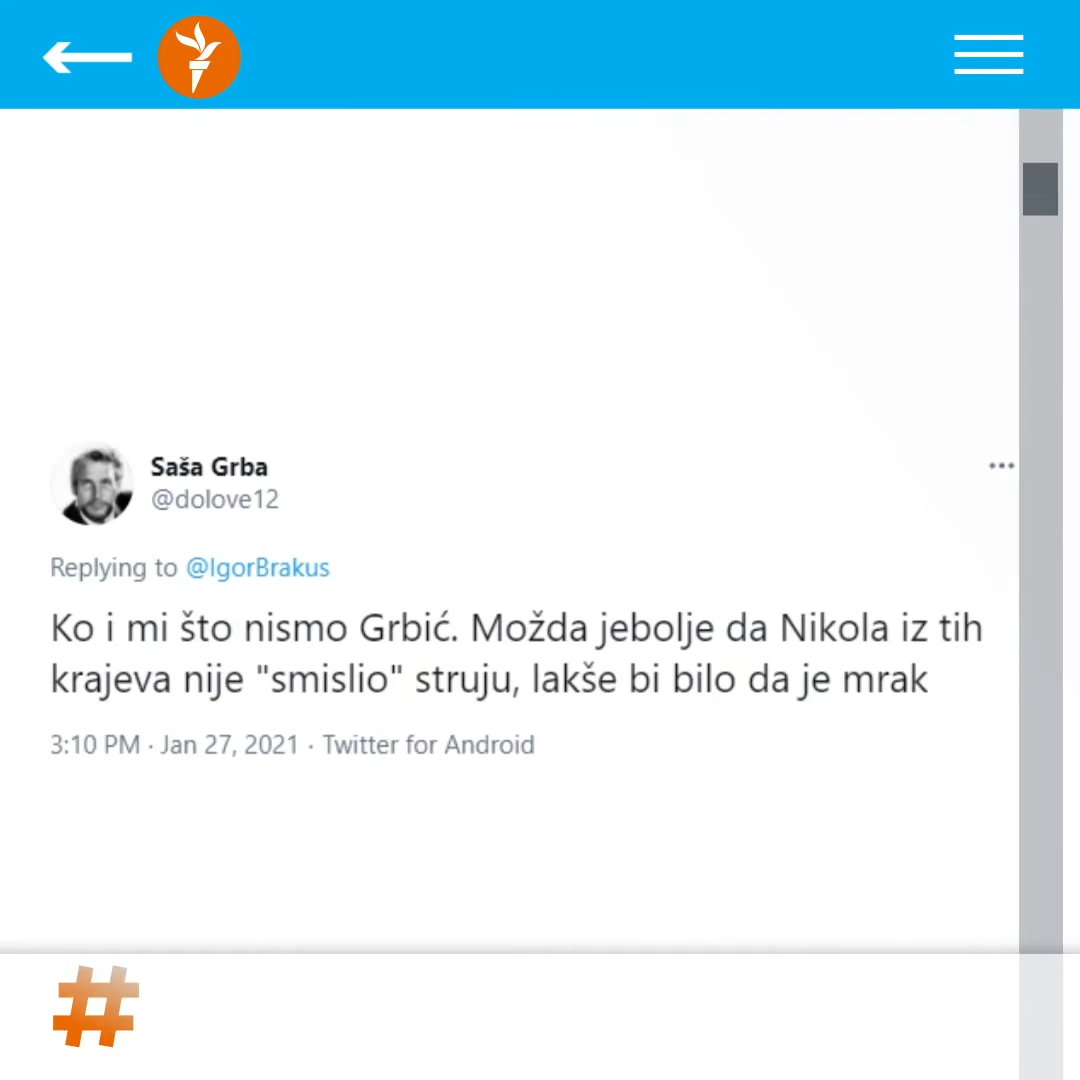 Saša Grba
@dolove12
Replying to @IgorBrakus
Ko i mi što nismo Grbić. Možda jebolje da Nikola iz tih
krajeva nije "smislio" struju, lakše bi bilo da je mrak
3:10 PM · Jan 27, 2021 · Twitter for Android
#